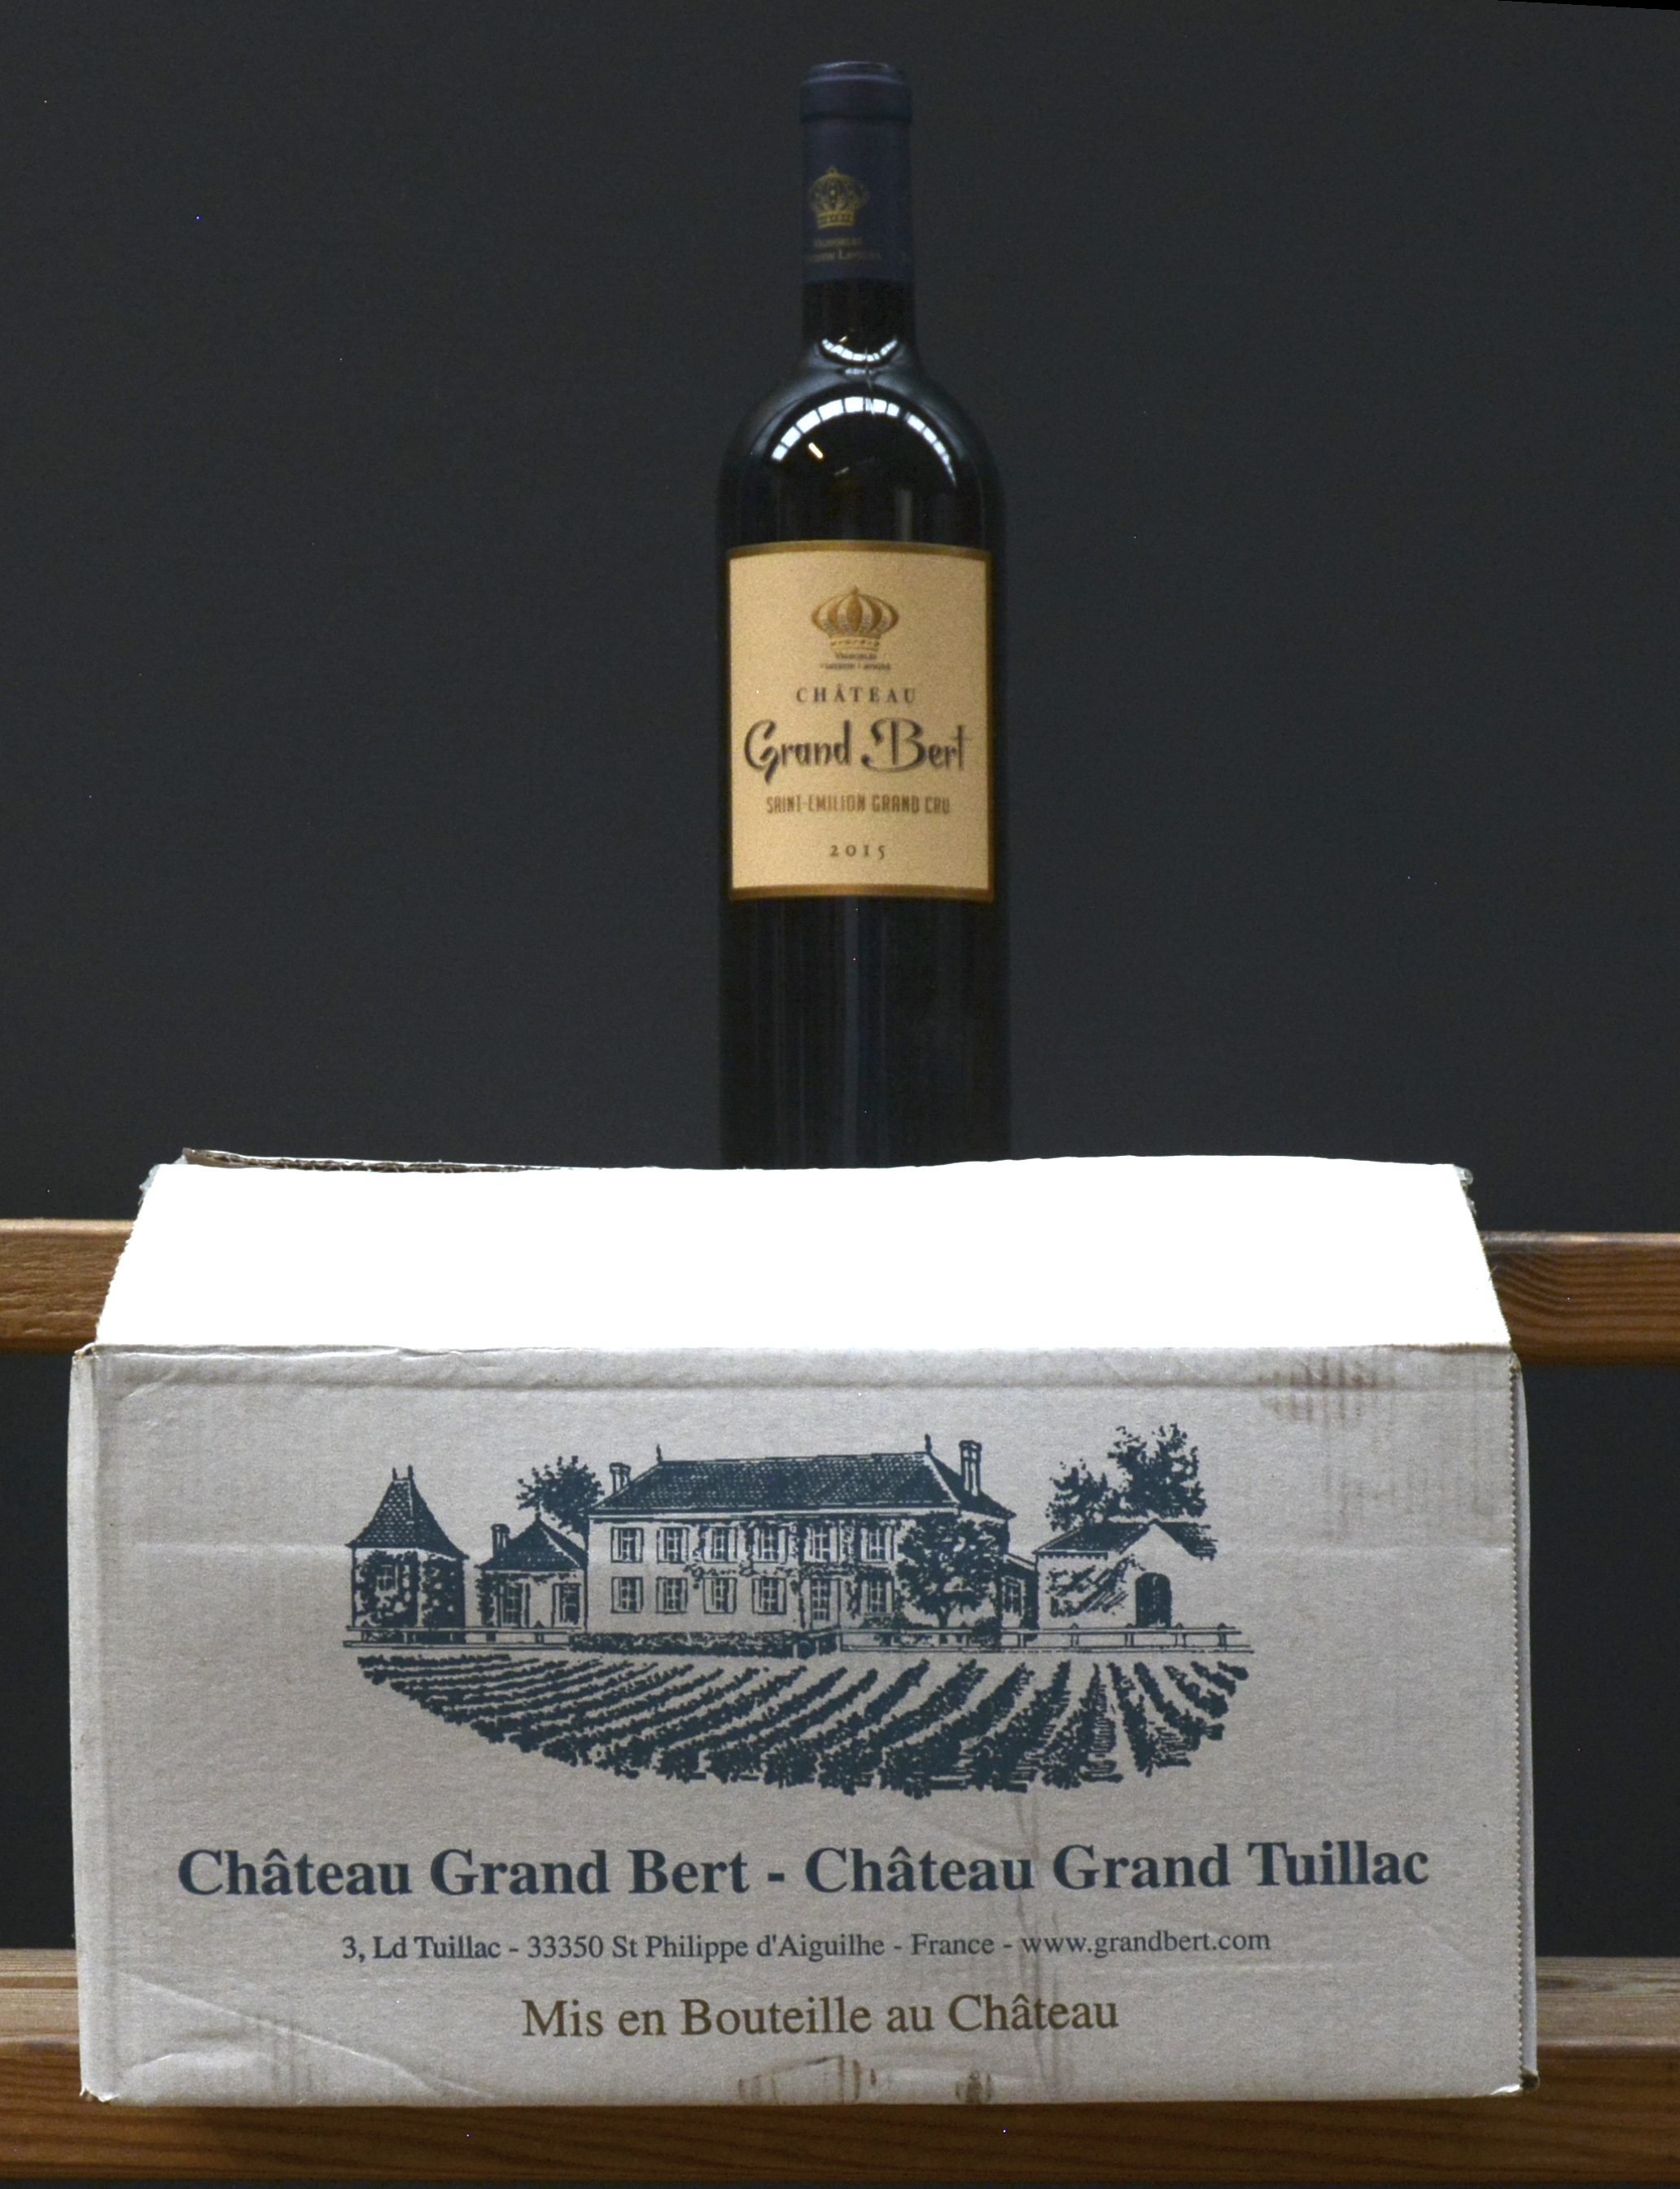 VIGNOBLES
CHÂTEAU
Grand Bert
SAINT-EMILION GRAND CRU
2015
Château Grand Bert - Château Grand Tuillac
3, Ld Tuillac - 33350 St Philippe d'Aiguilhe - France - www.grandbert.com
Mis en Bouteille au Château